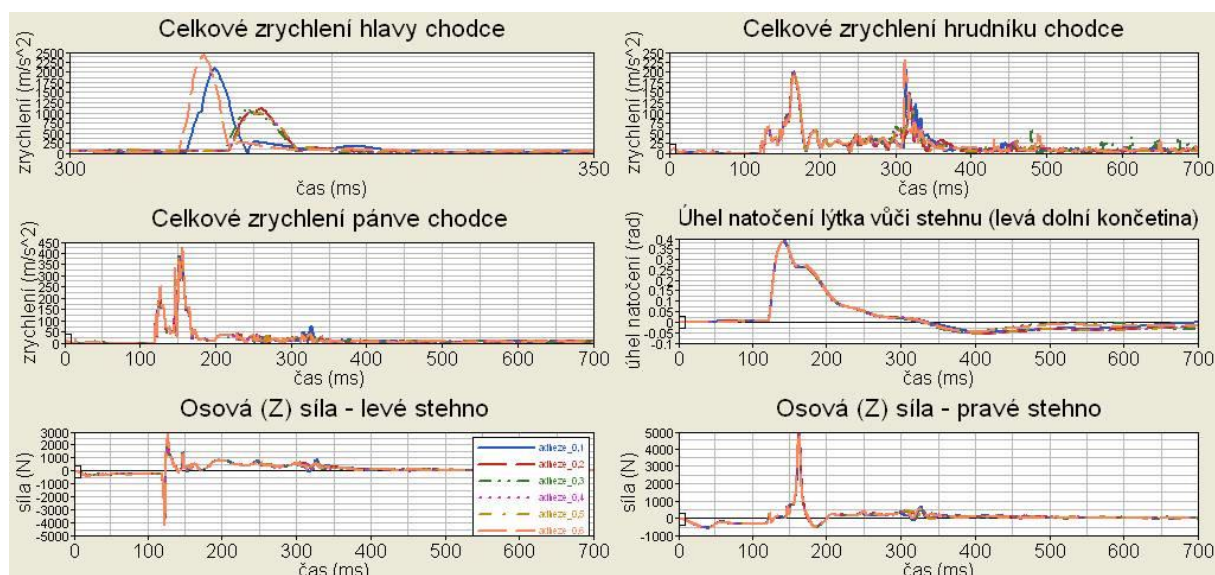 Celkové zrychlení hlavy chodce
zrychlení (m/s^2)
2500
2250
2000
1750
1500
1250
1000
750
500
250
0
300
350
čas (ms)
Celkové zrychlení hrudníku chodce
zrychlení (m/s^2)
250
225
200
175
150
125
100
75
50
25
0
0 100 200 300 400 500 600 700
čas (ms)
Celkové zrychlení pánve chodce
zrychlení (m/s^2)
450
400
350
300
250
200
150
100
50
0
0 100 200 300 400 500 600 700
čas (ms)
Úhel natočení lýtka vůči stehnu (levá dolní končetina)
úhel natočení (rad)
0.4
0.35
0.3
0.25
0.2
0.15
0.1
0.05
0
-0.05
-0.1
0 100 200 300 400 500 600 700
čas (ms)
Osová (Z) síla - levé stehno
síla (N)
3000
2000
1000
0
-1000
-2000
-3000
-4000
-5000
0 100 200 300 400 500 600 700
čas (ms)
adheze_0,1
adheze_0,2
adheze_0,3
adheze_0,4
adheze_0,5
adheze_0,6
Osová (Z) síla - pravé stehno
síla (N)
5000
4000
3000
2000
1000
0
-1000
0 100 200 300 400 500 600 700
čas (ms)